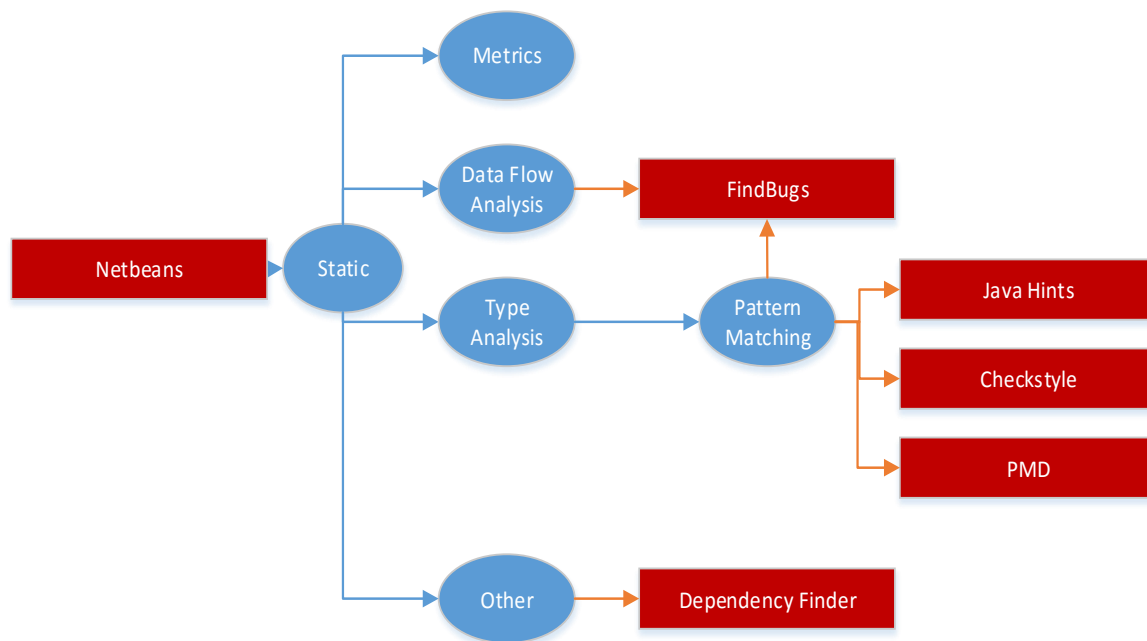 Metrics
Data Flow
Analysis
FindBugs
Netbeans
Static
Java Hints
Type
Analysis
Pattern
Matching
Checkstyle
PMD
Other
Dependency Finder